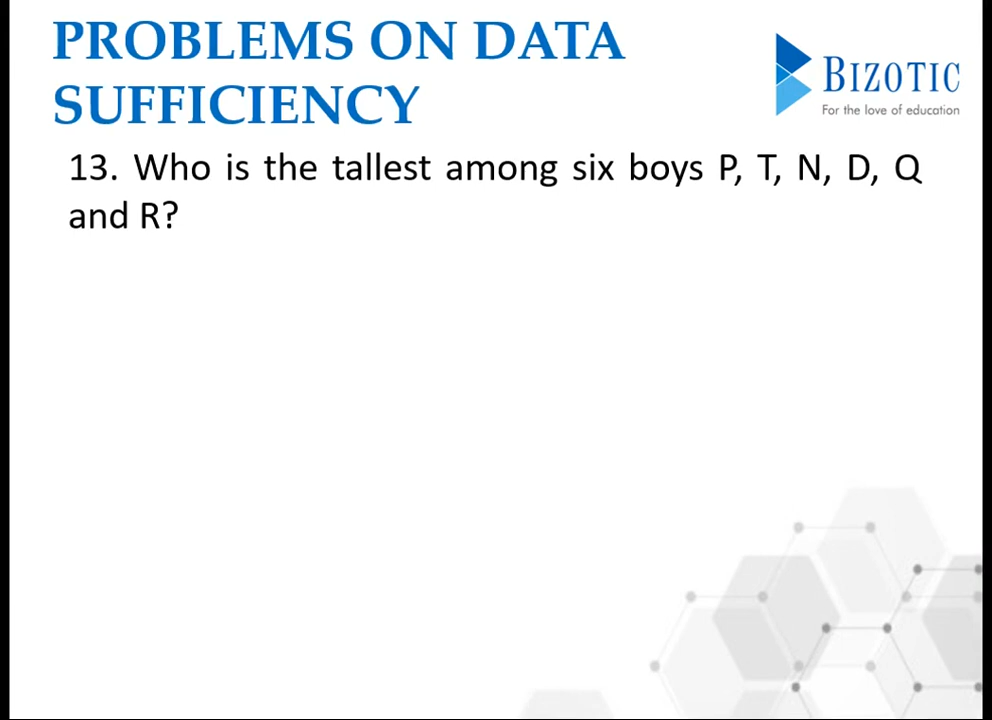 PROBLEMS ON DATA
SUFFICIENCY
BIZOTIC
For the love of education
13. Who is the tallest among six boys P, T, N, D, Q
and R?